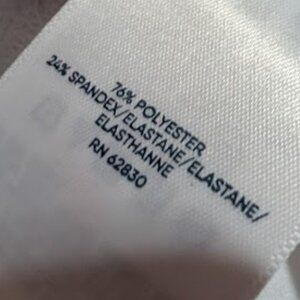 76% POLYESTER
24% SPANDEX/ELASTANE/ELASTANE/
ELASTHANNE
RN 62830